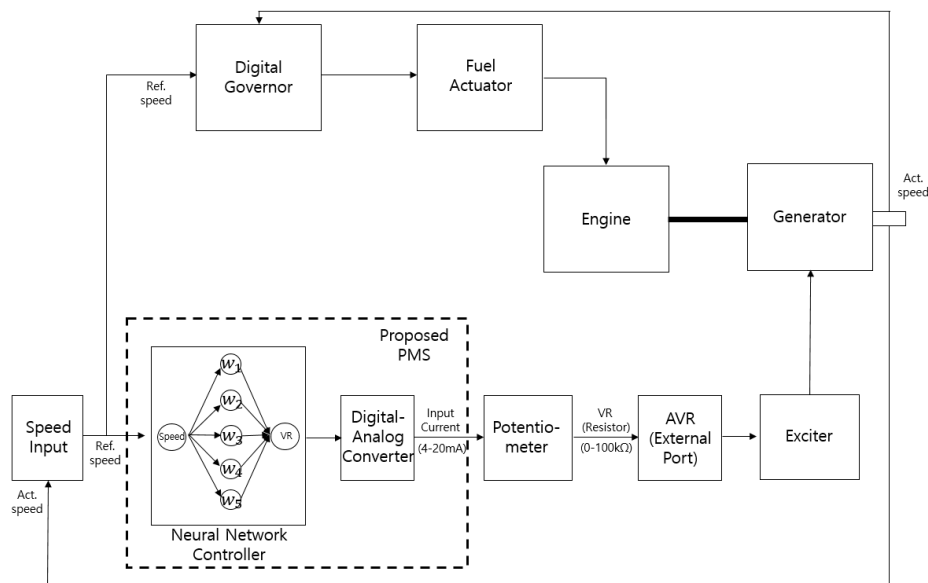 Digital
Governor
Fuel
Actuator
Ref.
speed
Engine
Generator
Act.
speed
Proposed
PMS
w1
w2
w3
w4
w5
Speed
VR
Neural Network
Controller
Speed
Input
Ref.
speed
Act.
speed
Digital-
Analog
Converter
Input
Current
(4-20mA)
Potentio-
meter
VR
(Resistor)
(0-100kΩ)
AVR
(External
Port)
Exciter